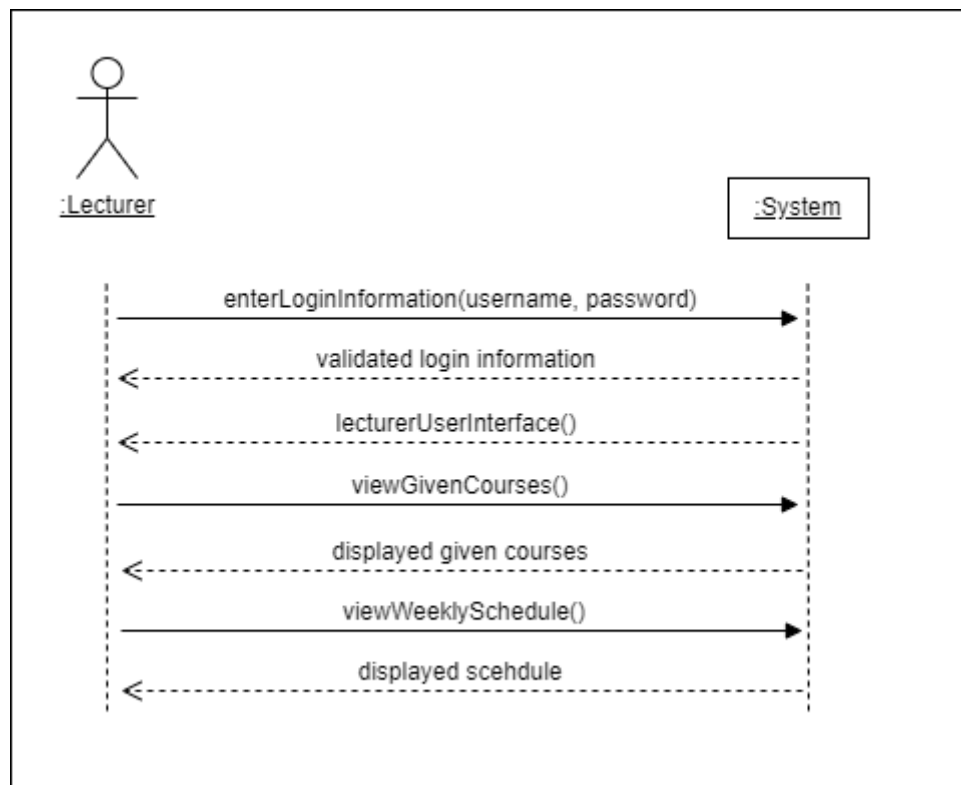 :Lecturer
:System
enterLoginInformation(username, password)
validated login information
lecturerUserInterface()
viewGivenCourses()
displayed given courses
viewWeeklySchedule()
displayed scehdule